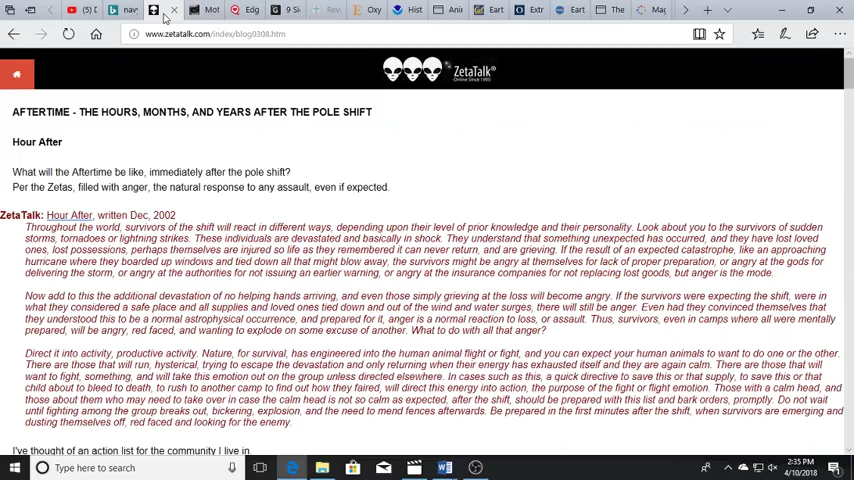 (5) D
navy
Mot
Edg
9 Si
Rev
Oxy
Hist
Ani
Eart
Extr
Eart
The
Mag
www.zetatalk.com/index/blog0308.htm
ZetaTalk®
Online Since 1995
AFTERTIME - THE HOURS, MONTHS, AND YEARS AFTER THE POLE SHIFT
Hour After
What will the Aftertime be like, immediately after the pole shift?
Per the Zetas, filled with anger, the natural response to any assault, even if expected.
ZetaTalk: Hour After, written Dec, 2002
Throughout the world, survivors of the shift will react in different ways, depending upon their level of prior knowledge and their personality. Look about you to the survivors of sudden
storms, tornadoes or lightning strikes. These individuals are devastated and basically in shock. They understand that something unexpected has occurred, and they have lost loved
ones, lost possessions, perhaps themselves are injured so life as they remembered it can never return, and are grieving. If the result of an expected catastrophe, like an approaching
hurricane where they boarded up windows and tied down all that might blow away, the survivors might be angry at themselves for lack of proper preparation, or angry at the gods for
delivering the storm, or angry at the authorities for not issuing an earlier warning, or angry at the insurance companies for not replacing lost goods, but anger is the mode.
Now add to this the additional devastation of no helping hands arriving, and even those simply grieving at the loss will become angry. If the survivors were expecting the shift, were in
what they considered a safe place and all supplies and loved ones tied down and out of the wind and water surges, there will still be anger. Even had they convinced themselves that
they understood this to be a normal astrophysical occurrence, and prepared for it, anger is a normal reaction to loss, or assault. Thus, survivors, even in camps where all were mentally
prepared, will be angry, red faced, and wanting to explode on some excuse of another. What to do with all that anger?
Direct it into activity, productive activity. Nature, for survival, has engineered into the human animal flight or fight, and you can expect your human animals to want to do one or the other.
There are those that will run, hysterical, trying to escape the devastation and only returning when their energy has exhausted itself and they are again calm. There are those that will
want to fight, something, and will take this emotion out on the group unless directed elsewhere. In cases such as this, a quick directive to save this or that supply, to save this or that
child about to bleed to death, to rush to another camp to find out how they faired, will direct this energy into action, the purpose of the fight or flight emotion. Those with a calm head, and
those about them who may need to take over in case the calm head is not so calm as expected, after the shift, should be prepared with this list and bark orders, promptly. Do not wait
until fighting among the group breaks out, bickering, explosion, and the need to mend fences afterwards. Be prepared in the first minutes after the shift, when survivors are emerging and
dusting themselves off, red faced and looking for the enemy.
I've thought of an action list for the community I live in.
Type here to search
2:35 PM
4/10/2018